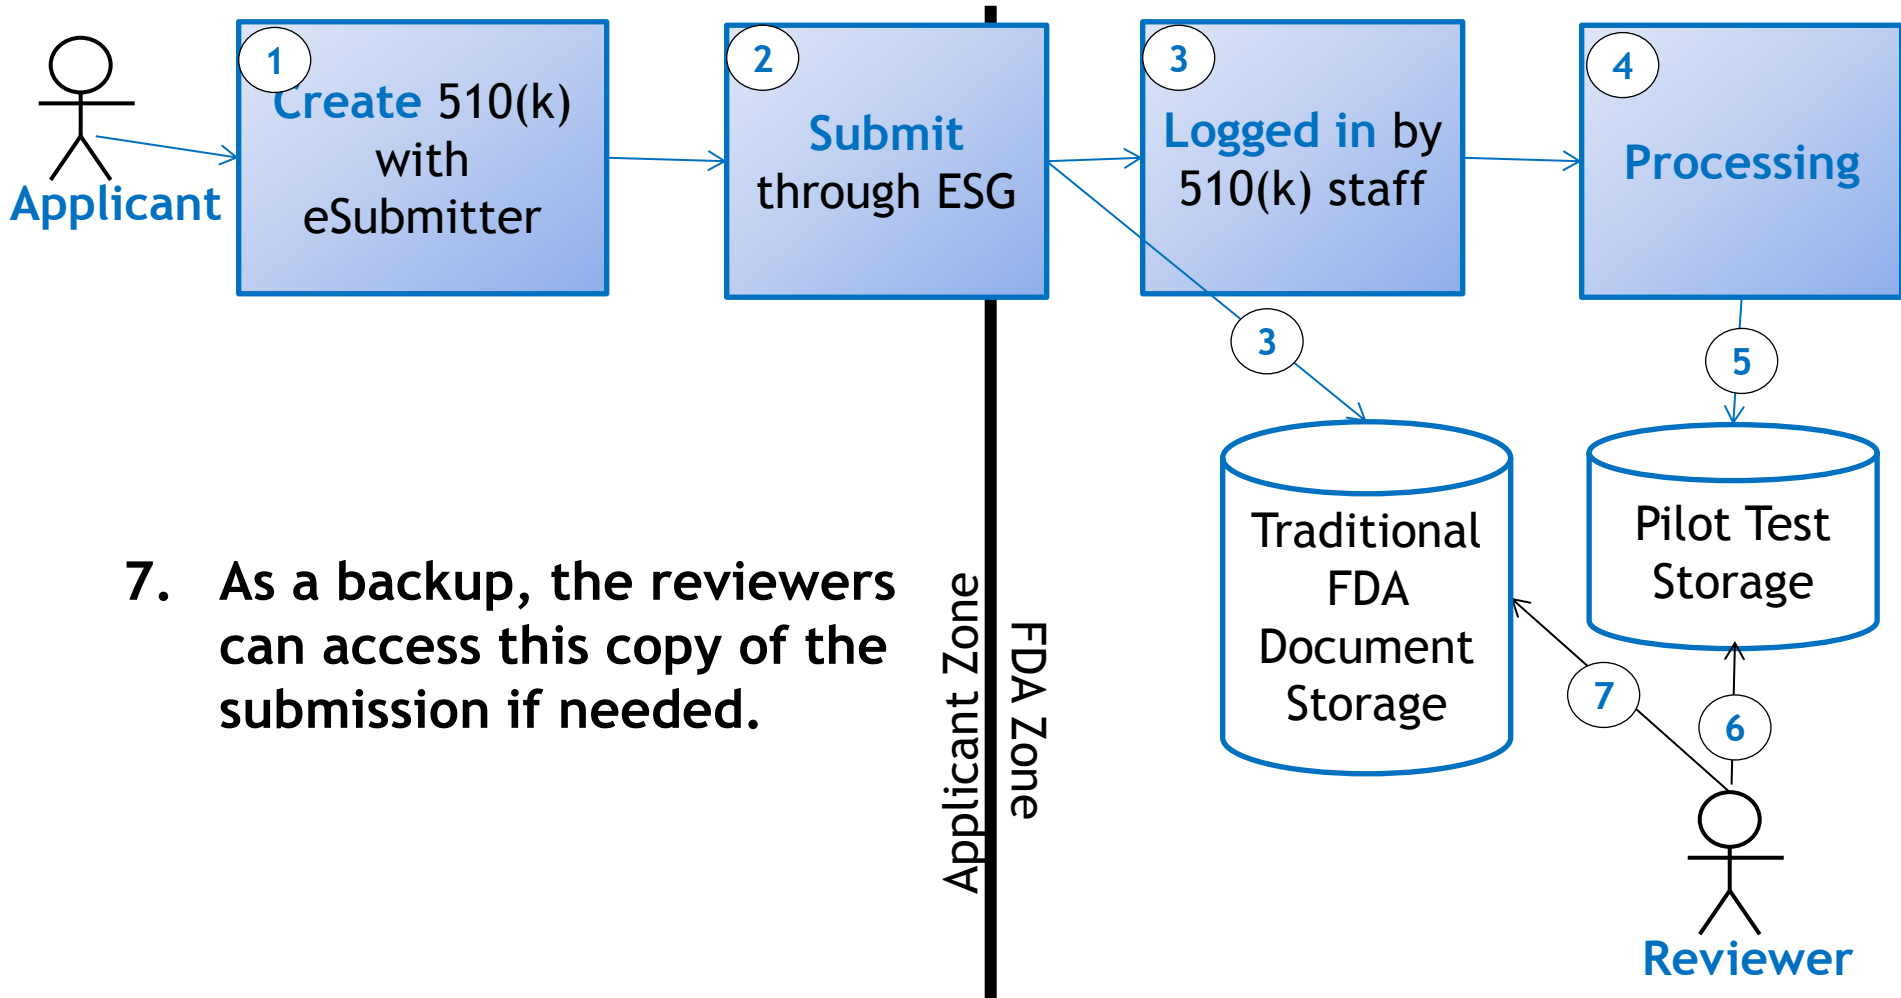 1
Create 510(k)
with
eSubmitter
Applicant
2
Submit
through ESG
3
Logged in by
510(k) staff
4
Processing
3
5
Traditional
FDA
Document
Storage
Pilot Test
Storage
7. As a backup, the reviewers
can access this copy of the
submission if needed.
Applicant Zone
FDA Zone
7
6
Reviewer